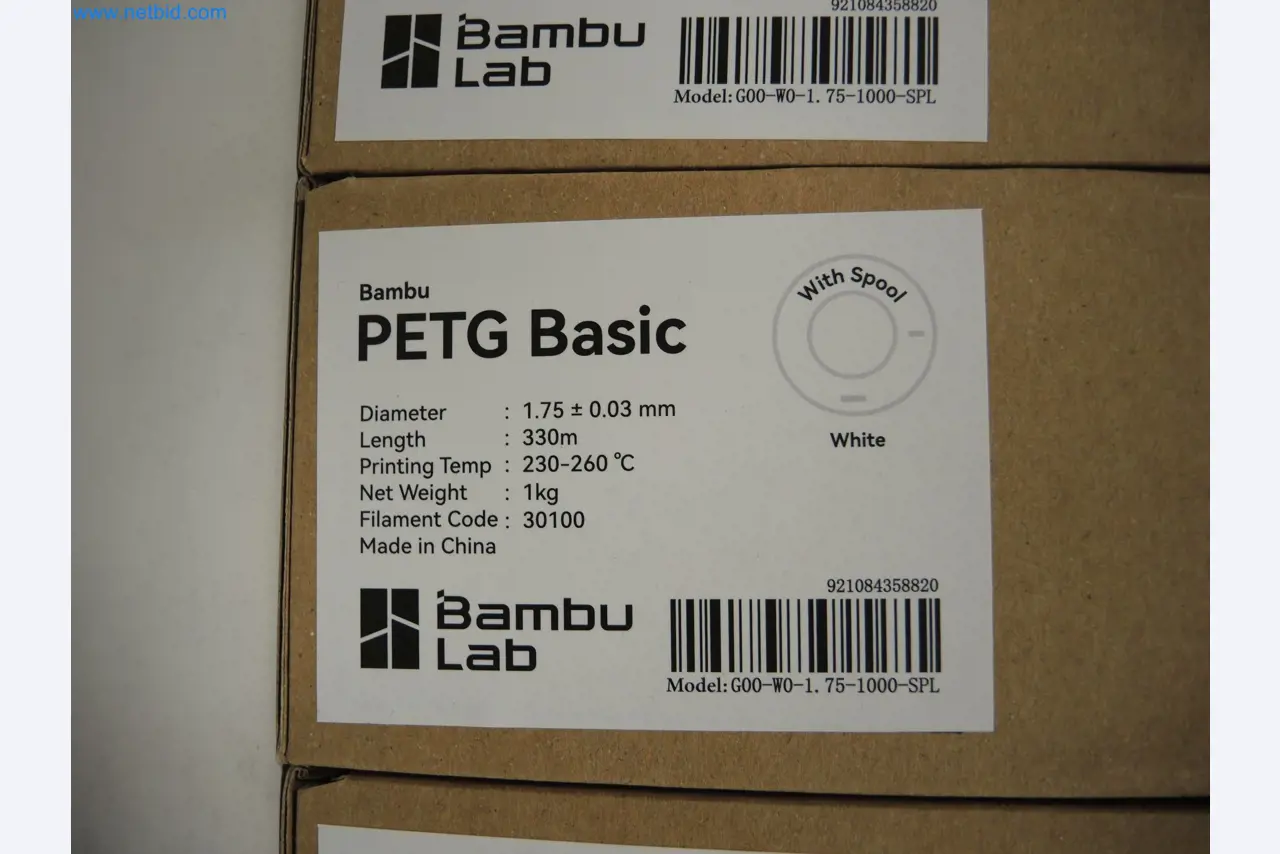 www.netbid.com
921084358820
Bambu
Lab
Model:G00-W0-1.75-1000-SPL
Bambu
PETG Basic
With Spool
White
Diameter : 1.75 ± 0.03 mm
Length : 330m
Printing Temp : 230-260 ℃
Net Weight : 1kg
Filament Code : 30100
Made in China
Bambu
Lab
921084358820
Model:G00-W0-1.75-1000-SPL